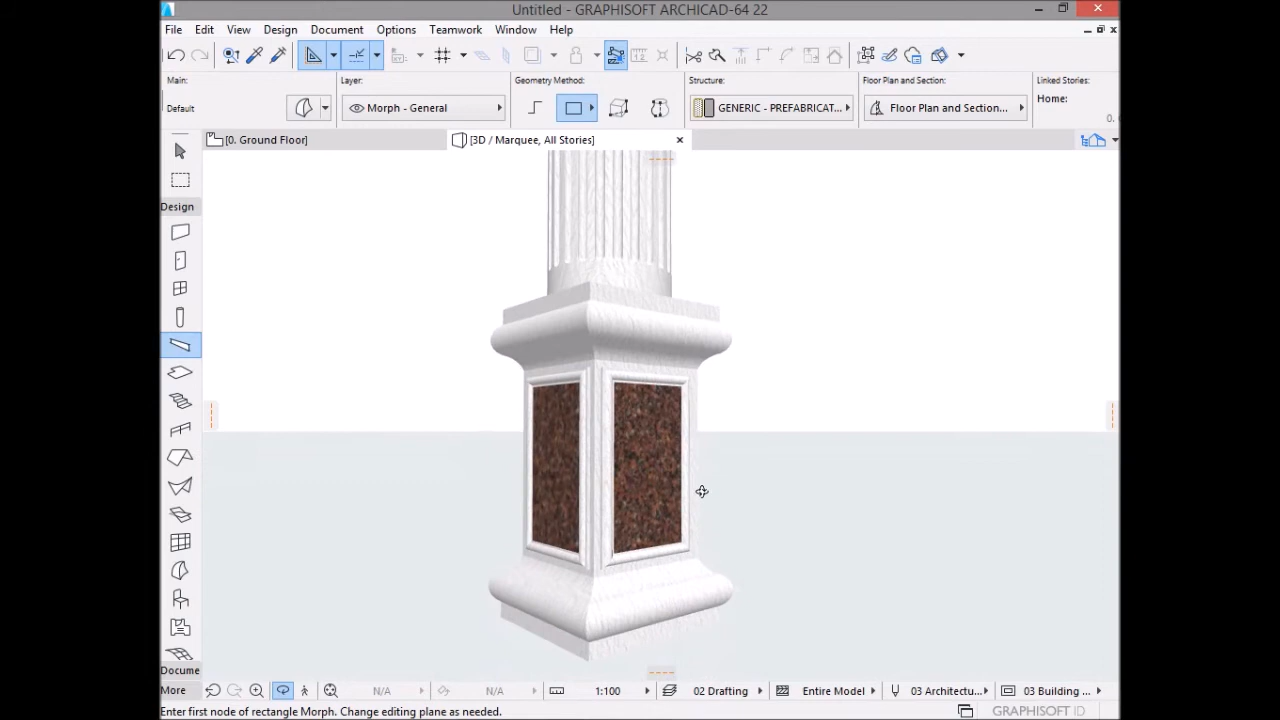 Untitled - GRAPHISOFT ARCHICAD-64 22
File Edit View Design Document Options Teamwork Window Help
Main: Layer: Geometry Method: Structure: Floor Plan and Section: Linked Stories:
Default Morph - General GENERIC - PREFABRICAT... Floor Plan and Section... Home:
0.
[0. Ground Floor] [3D / Marquee, All Stories]
Design
Docume
More N/A N/A 1:100 02 Drafting Entire Model 03 Architectu... 03 Building ...
Enter first node of rectangle Morph. Change editing plane as needed. GRAPHISOFT ID